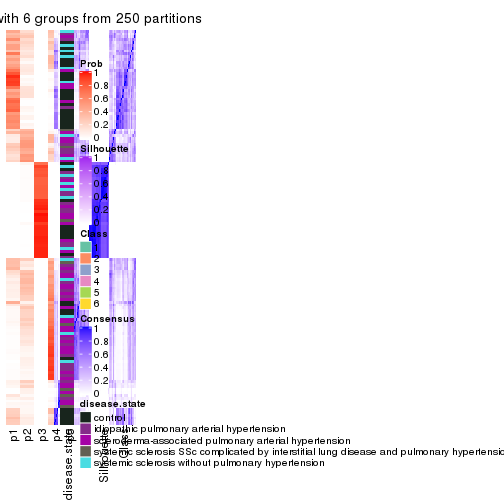 with 6 groups from 250 partitions
Prob
1
0.8
0.6
0.4
0.2
0
Silhouette
1
0.8
0.6
0.4
0.2
0
Class
1
2
3
4
5
6
Consensus
1
0.8
0.6
0.4
0.2
0
disease.state
control
idiopathic pulmonary arterial hypertension
scleroderma-associated pulmonary arterial hypertension
systemic sclerosis SSc complicated by interstitial lung disease and pulmonary hypertensio
systemic sclerosis without pulmonary hypertension
p1
p2
p3
p4
disease.state
Silhouette
Class